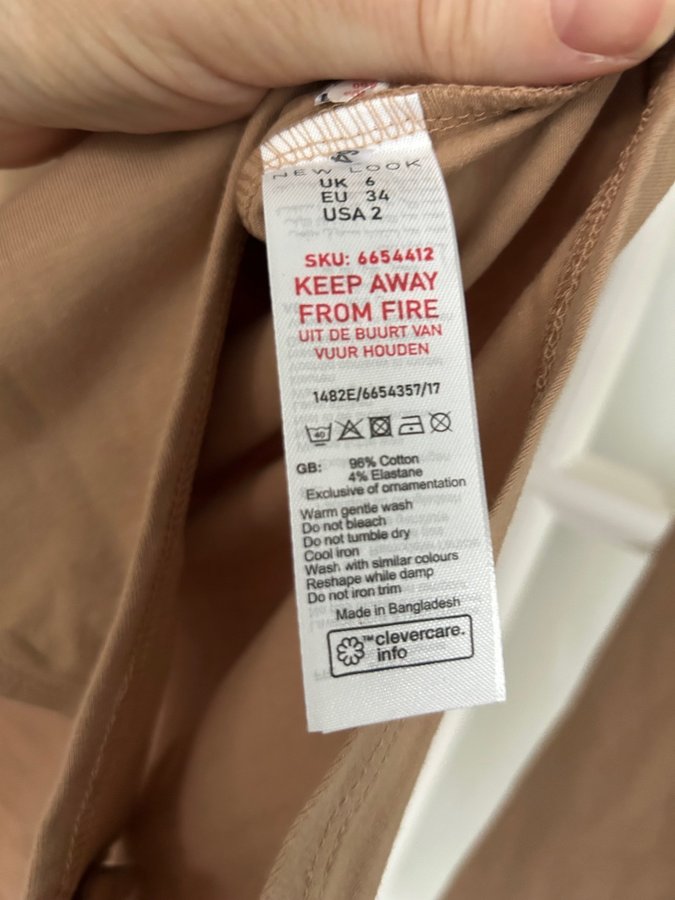 NEW LOOK
UK 6
EU 34
USA 2
SKU: 6654412
KEEP AWAY
FROM FIRE
UIT DE BUURT VAN
VUUR HOUDEN
1482E/6654357/17
40
GB: 96% Cotton
4% Elastane
Exclusive of ornamentation
Warm gentle wash
Do not bleach
Do not tumble dry
Cool iron
Wash with similar colours
Reshape while damp
Do not iron trim
Made in Bangladesh
™clevercare.
info